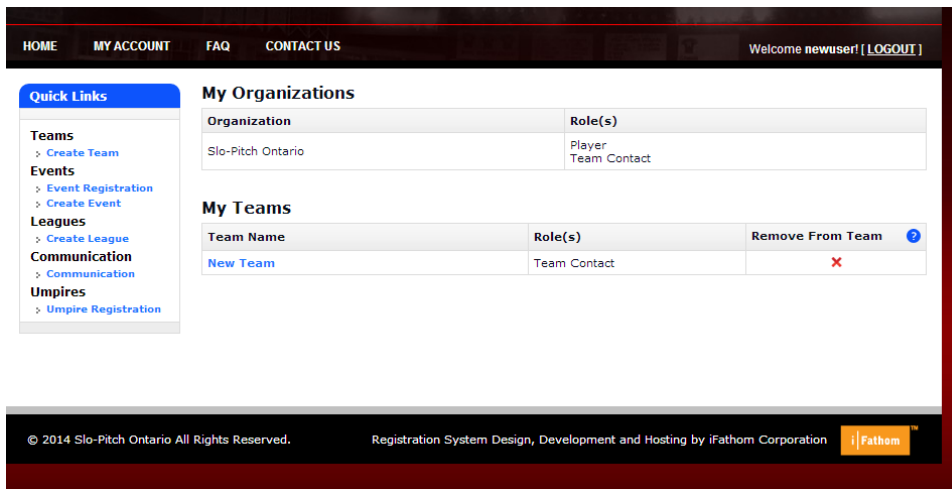 HOME MY ACCOUNT FAQ CONTACT US Welcome newuser! [ LOGOUT ]
Quick Links
Teams
Create Team
Events
Event Registration
Create Event
Leagues
Create League
Communication
Communication
Umpires
Umpire Registration
My Organizations
Organization Role(s)
Slo-Pitch Ontario Player
Team Contact
My Teams
Team Name Role(s) Remove From Team ?
New Team Team Contact
© 2014 Slo-Pitch Ontario All Rights Reserved. Registration System Design, Development and Hosting by iFathom Corporation i Fathom ™